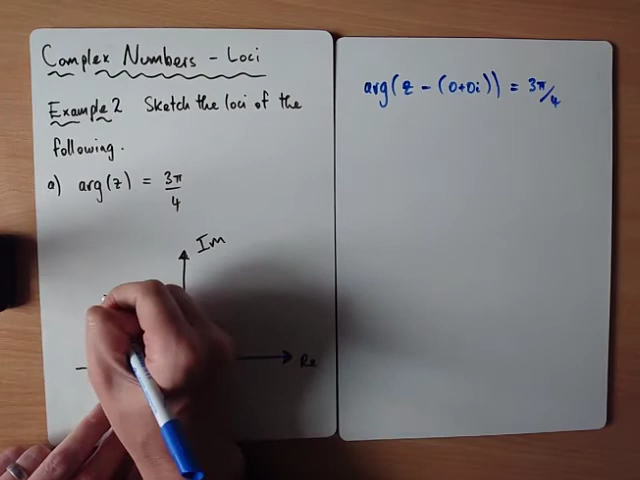 Complex Numbers - Loci
Example 2 Sketch the loci of the
following.
a) arg(z) = 3π/4
Im
Re
arg(z - (0+0i)) = 3π/4